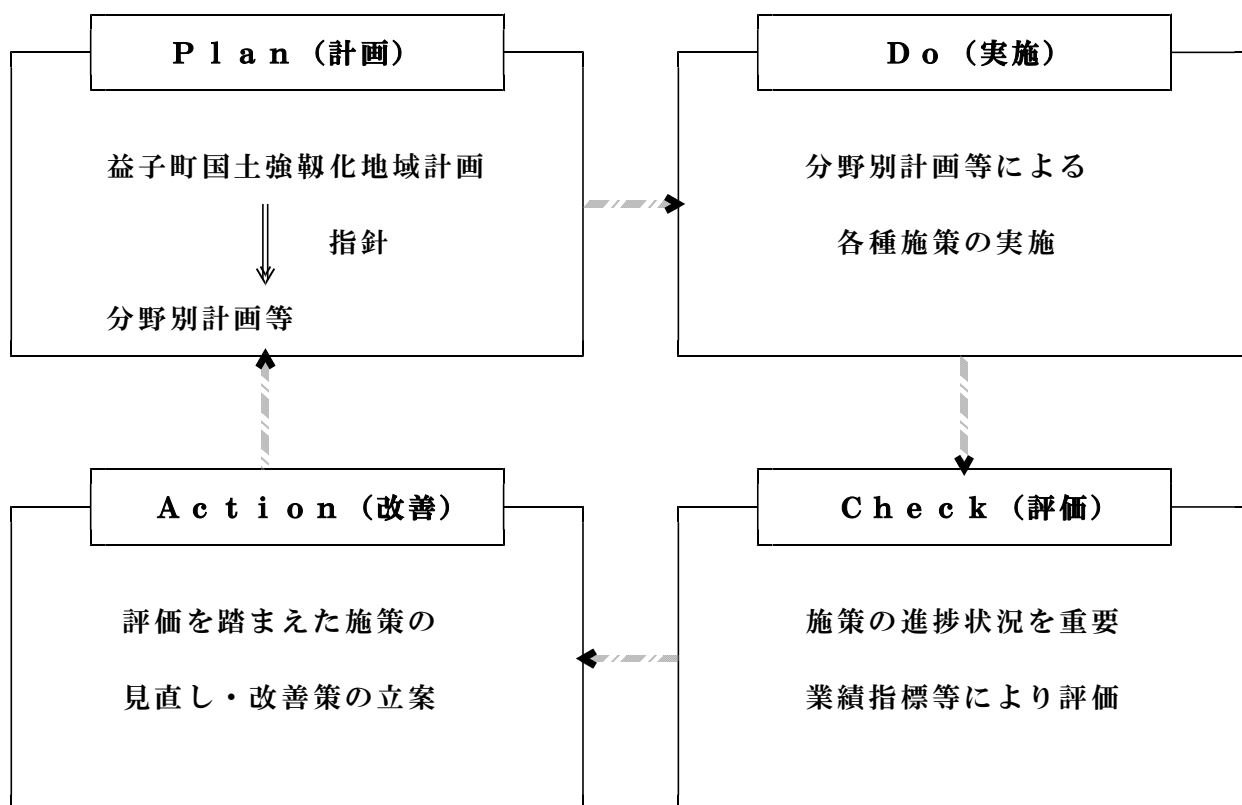 Ｐｌａｎ（計画）
益子町国土強靱化地域計画
指針
分野別計画等
Ｄｏ（実施）
分野別計画等による
各種施策の実施
Ａｃｔｉｏｎ（改善）
評価を踏まえた施策の
見直し・改善策の立案
Ｃｈｅｃｋ（評価）
施策の進捗状況を重要
業績指標等により評価